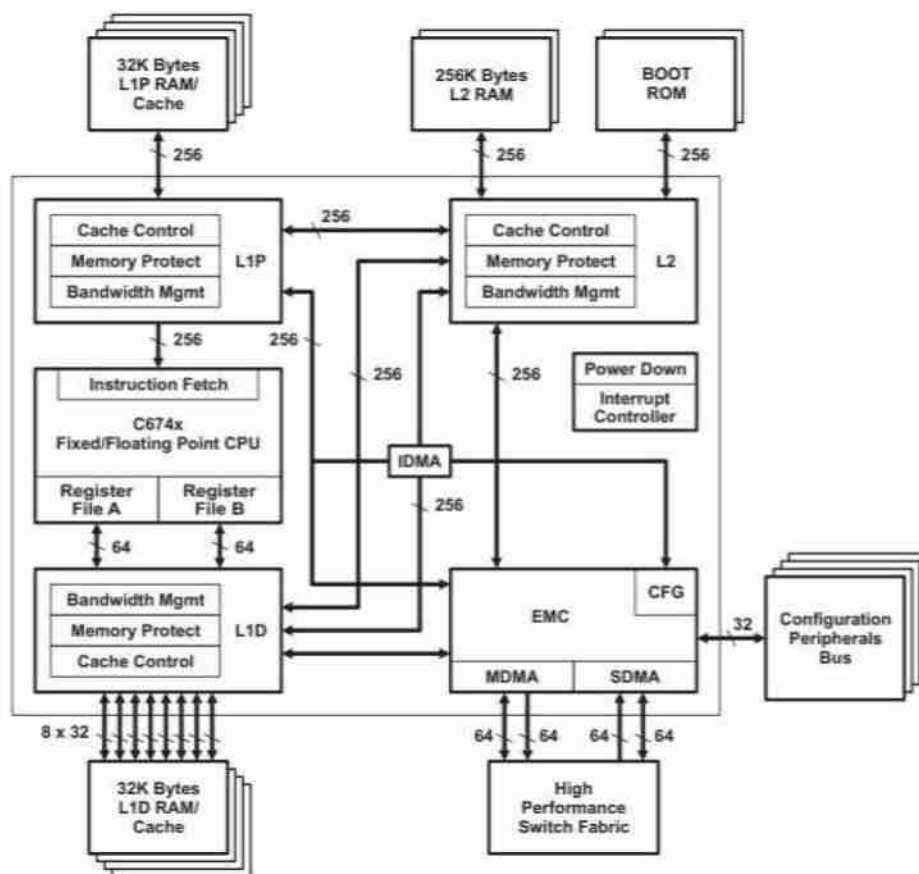 32K Bytes
L1P RAM/
Cache
256K Bytes
L2 RAM
BOOT
ROM
256
256
256
Cache Control
Memory Protect
Bandwidth Mgmt
L1P
256
Cache Control
Memory Protect
Bandwidth Mgmt
L2
256
256
256
256
Instruction Fetch
C674x
Fixed/Floating Point CPU
Register
File A
Register
File B
Power Down
Interrupt
Controller
IDMA
256
64
64
Bandwidth Mgmt
Memory Protect
Cache Control
L1D
EMC
CFG
MDMA
SDMA
32
Configuration
Peripherals
Bus
8 x 32
64
64
64
64
32K Bytes
L1D RAM/
Cache
High
Performance
Switch Fabric